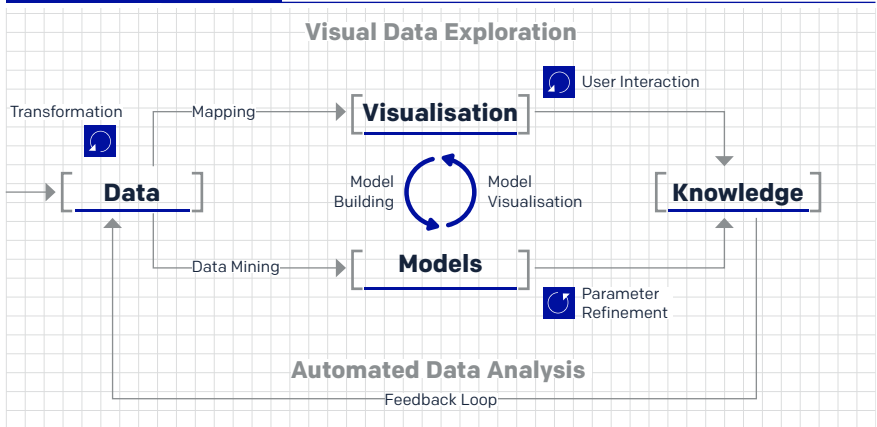 Visual Data Exploration
User Interaction
Transformation
Mapping
Visualisation
Model
Building
Model
Visualisation
Data
Knowledge
Data Mining
Models
Parameter
Refinement
Automated Data Analysis
Feedback Loop